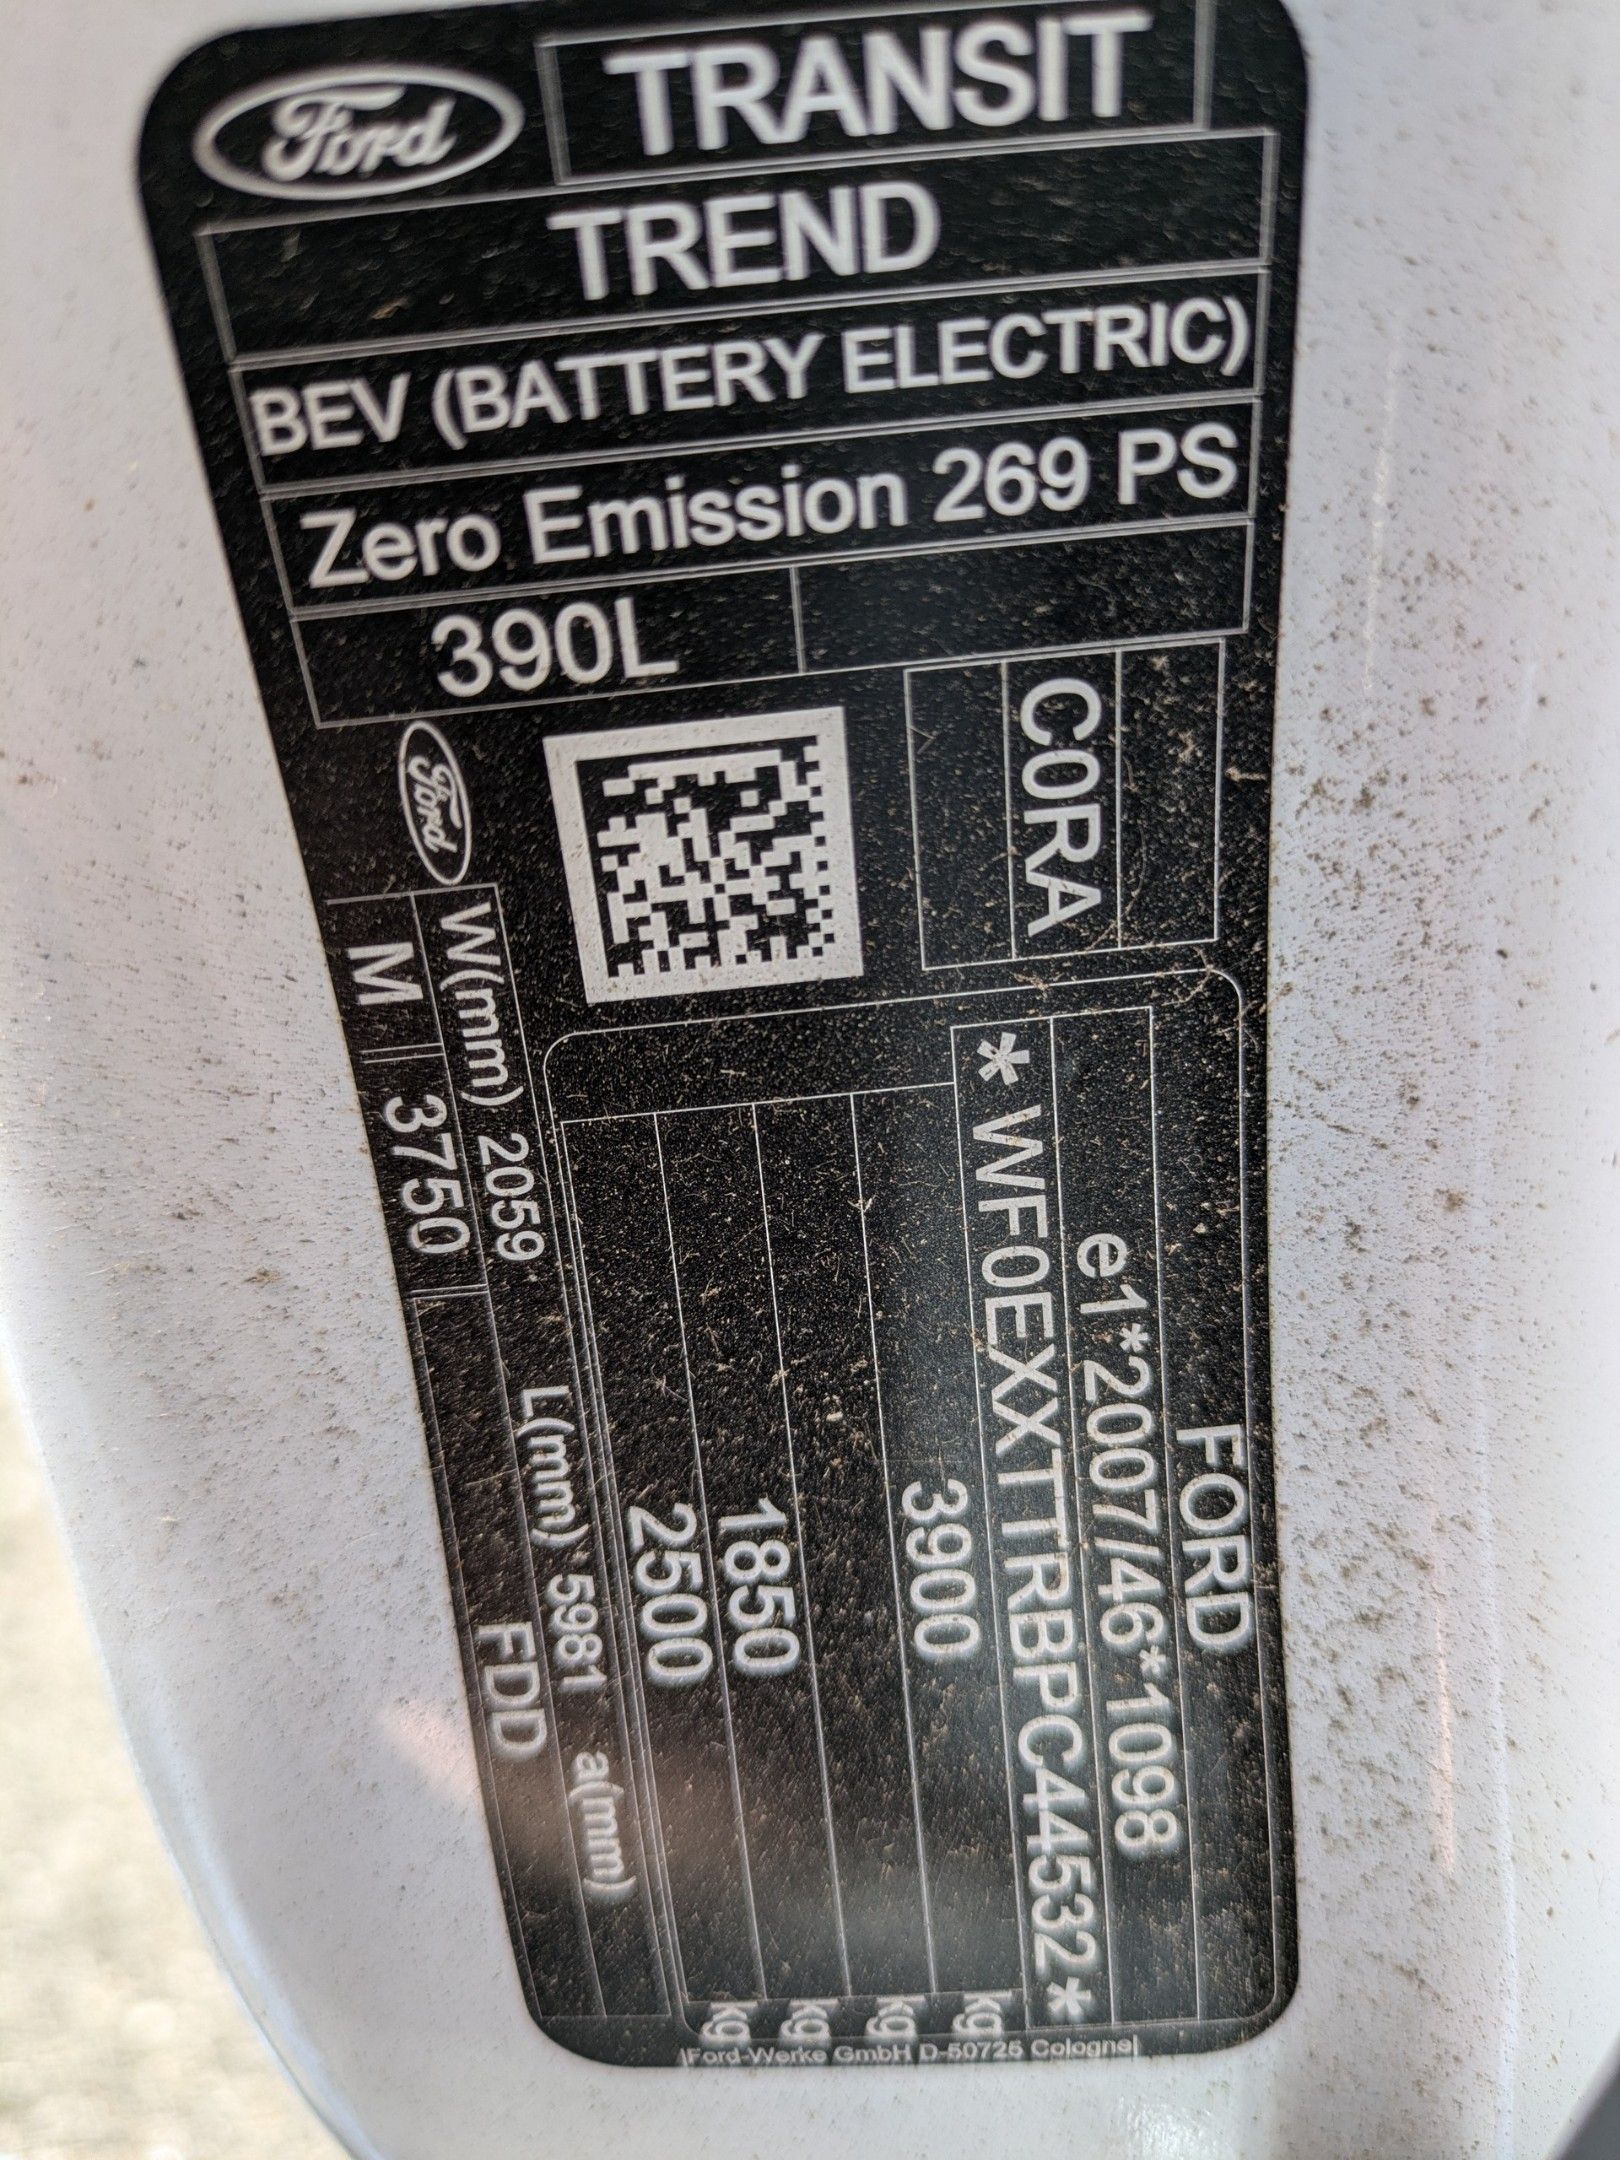 Ford TRANSIT
TREND
BEV (BATTERY ELECTRIC)
Zero Emission 269 PS
390L
C0RA
FORD
e1*2007/46*1098
*WF0EXXTTRBPC44532*
3900 kg
kg
1850 kg
2500 kg
Ford
W(mm) 2059 L(mm) 5981 a(mm)
M 3750 FDD
Ford-Werke GmbH D-50725 Cologne